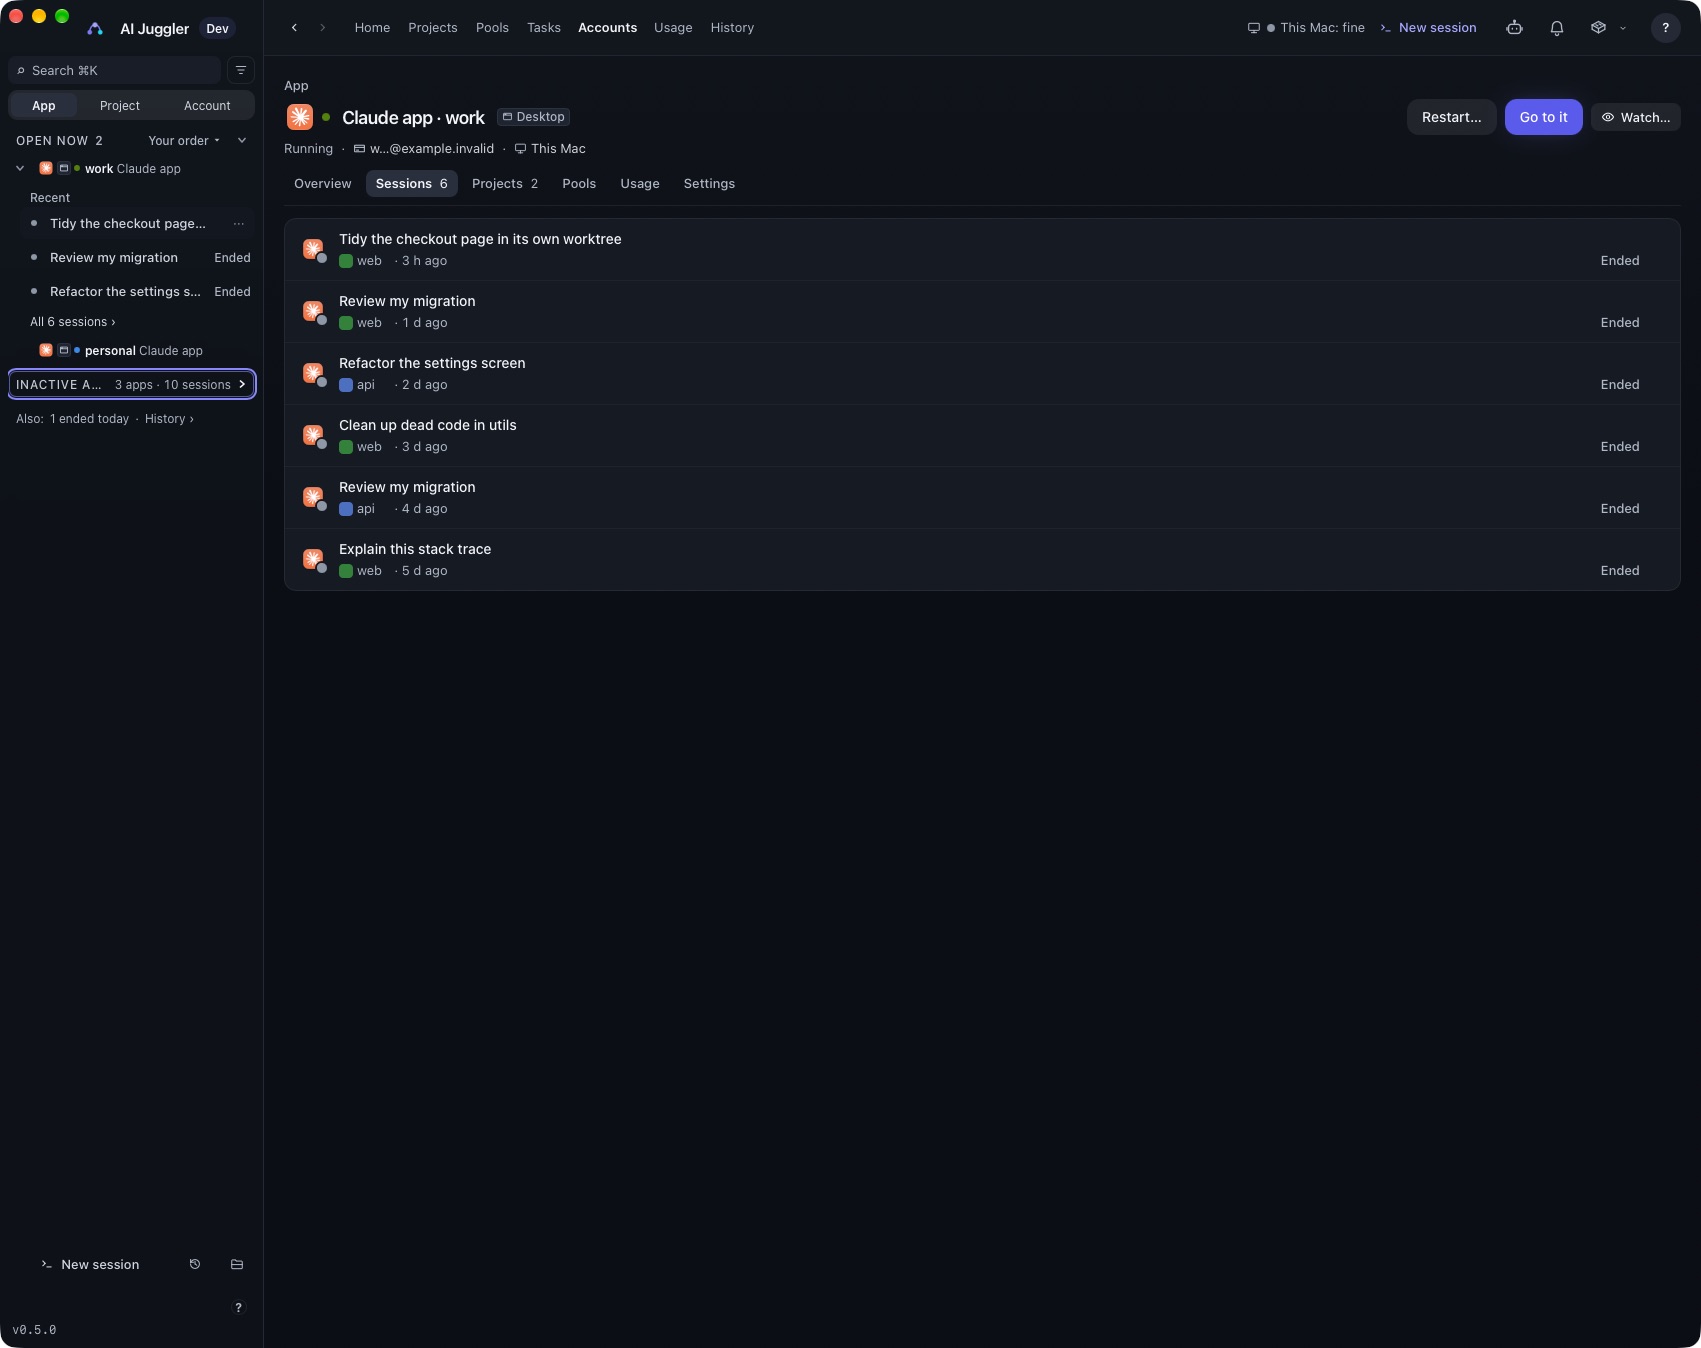 AI Juggler Dev
Search ⌘K
App Project Account
OPEN NOW 2 Your order
work Claude app
Recent
Tidy the checkout page... ···
Review my migration Ended
Refactor the settings s... Ended
All 6 sessions ›
personal Claude app
INACTIVE A... 3 apps · 10 sessions
Also: 1 ended today · History ›
New session
?
v0.5.0
Home Projects Pools Tasks Accounts Usage History
This Mac: fine New session ?
App
Claude app · work Desktop
Restart... Go to it Watch...
Running · w...@example.invalid · This Mac
Overview Sessions 6 Projects 2 Pools Usage Settings
Tidy the checkout page in its own worktree
web · 3 h ago Ended
Review my migration
web · 1 d ago Ended
Refactor the settings screen
api · 2 d ago Ended
Clean up dead code in utils
web · 3 d ago Ended
Review my migration
api · 4 d ago Ended
Explain this stack trace
web · 5 d ago Ended